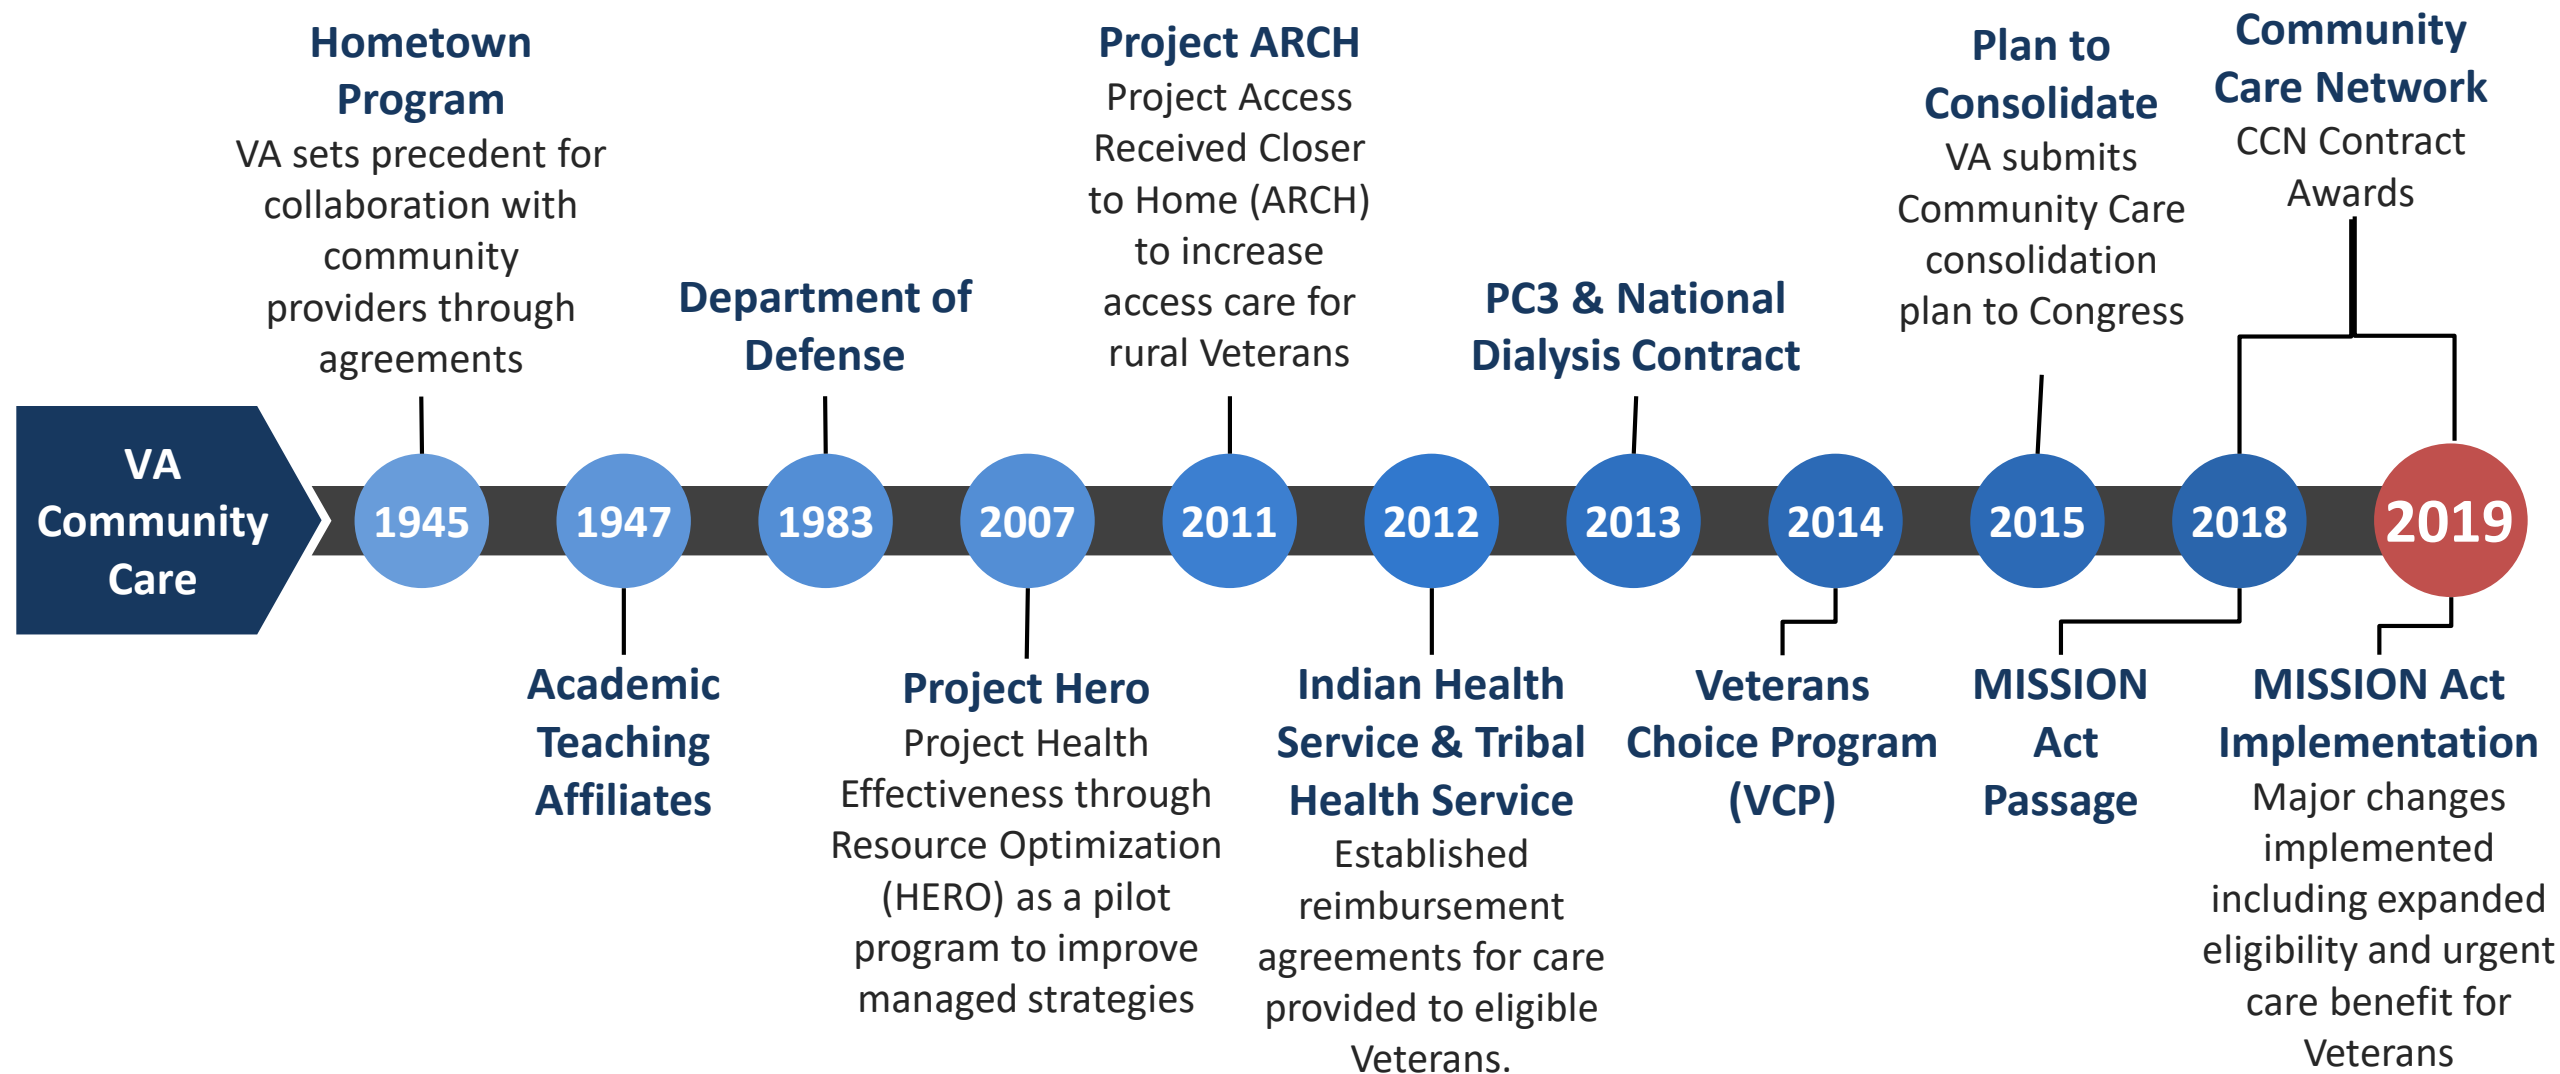 Hometown
Program
VA sets precedent for
collaboration with
community
providers through
agreements
Department of
Defense
Project ARCH
Project Access
Received Closer
to Home (ARCH)
to increase
access care for
rural Veterans
PC3 & National
Dialysis Contract
Plan to
Consolidate
VA submits
Community Care
consolidation
plan to Congress
Community
Care Network
CCN Contract
Awards
VA
Community
Care
1945
1947
1983
2007
2011
2012
2013
2014
2015
2018
2019
Academic
Teaching
Affiliates
Project Hero
Project Health
Effectiveness through
Resource Optimization
(HERO) as a pilot
program to improve
managed strategies
Indian Health
Service & Tribal
Health Service
Established
reimbursement
agreements for care
provided to eligible
Veterans.
Veterans
Choice Program
(VCP)
MISSION
Act
Passage
MISSION Act
Implementation
Major changes
implemented
including expanded
eligibility and urgent
care benefit for
Veterans